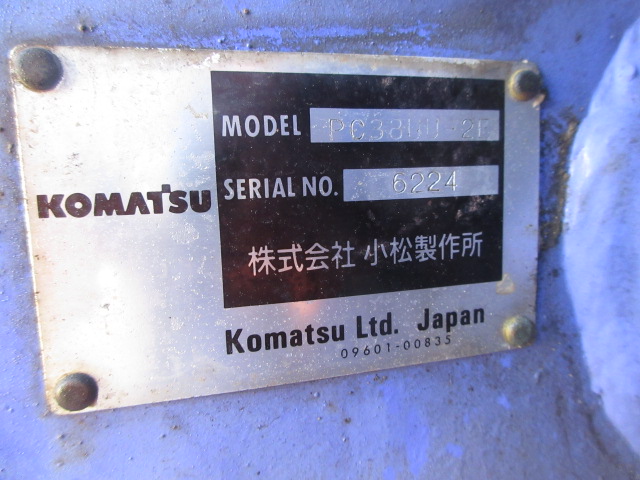 MODEL PC38UU-2E
SERIAL NO. 6224
KOMATSU
株式会社 小松製作所
Komatsu Ltd. Japan
09601-00835